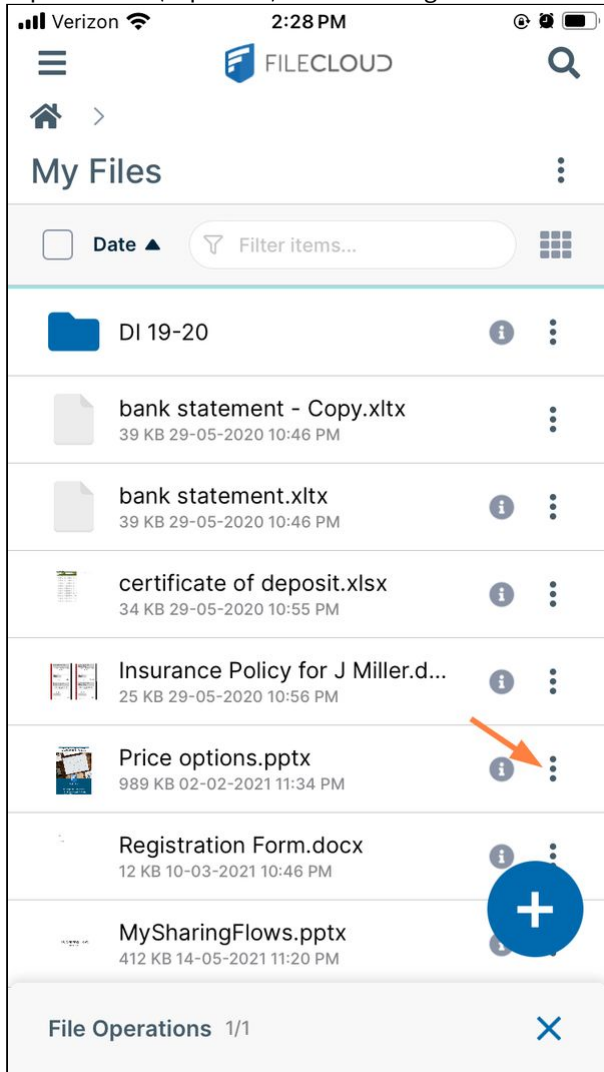 Verizon 2:28 PM
FILECLOUD
My Files
Date ▲ Filter items...
DI 19-20
bank statement - Copy.xltx
39 KB 29-05-2020 10:46 PM
bank statement.xltx
39 KB 29-05-2020 10:46 PM
certificate of deposit.xlsx
34 KB 29-05-2020 10:55 PM
Insurance Policy for J Miller.d...
25 KB 29-05-2020 10:56 PM
Price options.pptx
989 KB 02-02-2021 11:34 PM
Registration Form.docx
12 KB 10-03-2021 10:46 PM
MySharingFlows.pptx
412 KB 14-05-2021 11:20 PM
File Operations 1/1